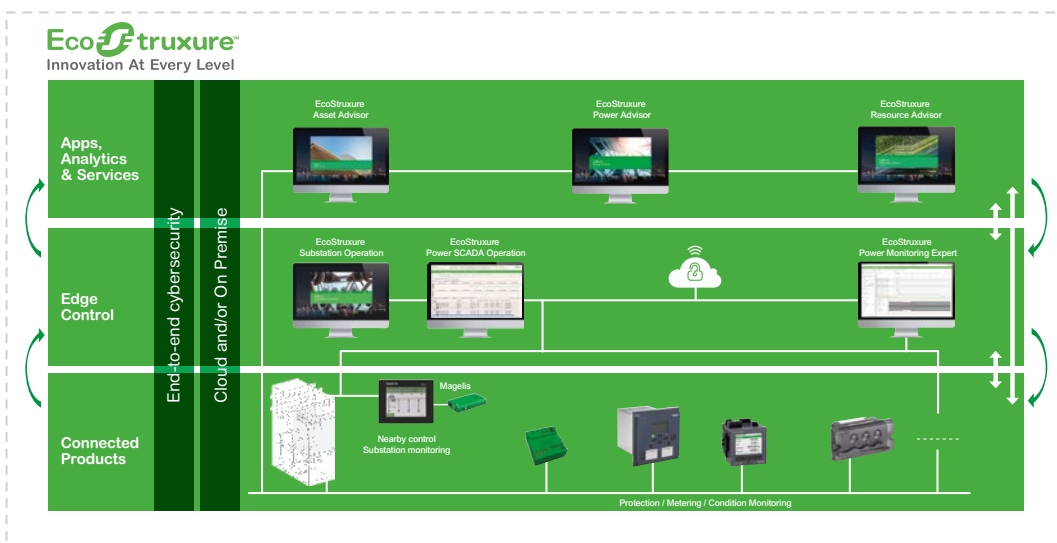 EcoStruxure™
Innovation At Every Level
Apps,
Analytics
& Services
EcoStruxure
Asset Advisor
EcoStruxure
Power Advisor
EcoStruxure
Resource Advisor
End-to-end cybersecurity
Cloud and/or On Premise
Edge
Control
EcoStruxure
Substation Operation
EcoStruxure
Power SCADA Operation
EcoStruxure
Power Monitoring Expert
Connected
Products
Magelis
Nearby control
Substation monitoring
Protection / Metering / Condition Monitoring